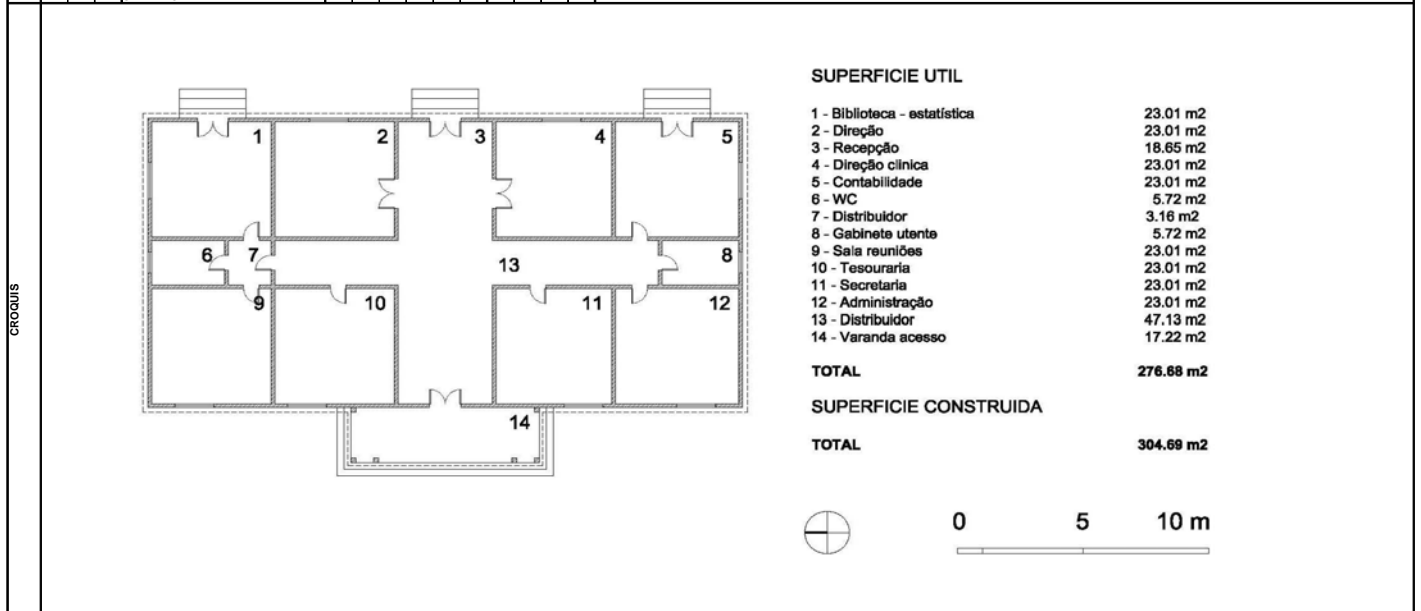 CROQUIS
1
2
3
4
5
6
7
13
8
9
10
11
12
14
SUPERFICIE UTIL
1 - Biblioteca - estatística 23.01 m2
2 - Direção 23.01 m2
3 - Recepção 18.65 m2
4 - Direção clinica 23.01 m2
5 - Contabilidade 23.01 m2
6 - WC 5.72 m2
7 - Distribuidor 3.16 m2
8 - Gabinete utente 5.72 m2
9 - Sala reuniões 23.01 m2
10 - Tesouraria 23.01 m2
11 - Secretaria 23.01 m2
12 - Administração 23.01 m2
13 - Distribuidor 47.13 m2
14 - Varanda acesso 17.22 m2
TOTAL 276.68 m2
SUPERFICIE CONSTRUIDA
TOTAL 304.69 m2
0 5 10 m